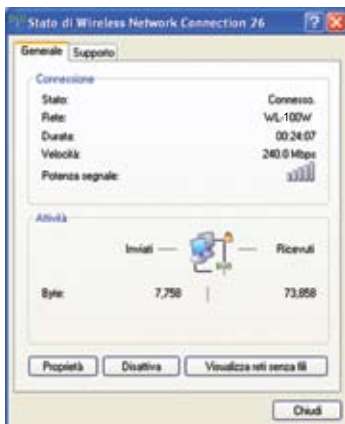 Stato di Wireless Network Connection 26
Generale Supporto
Connessione
Stato: Connesso.
Rete: WL-100W
Durata: 00:24:07
Velocità: 240.0 Mbps
Potenza segnale:
Attività
Inviati Ricevuti
Byte: 7,758 73,858
Proprietà Disattiva Visualizza reti senza fili
Chiudi